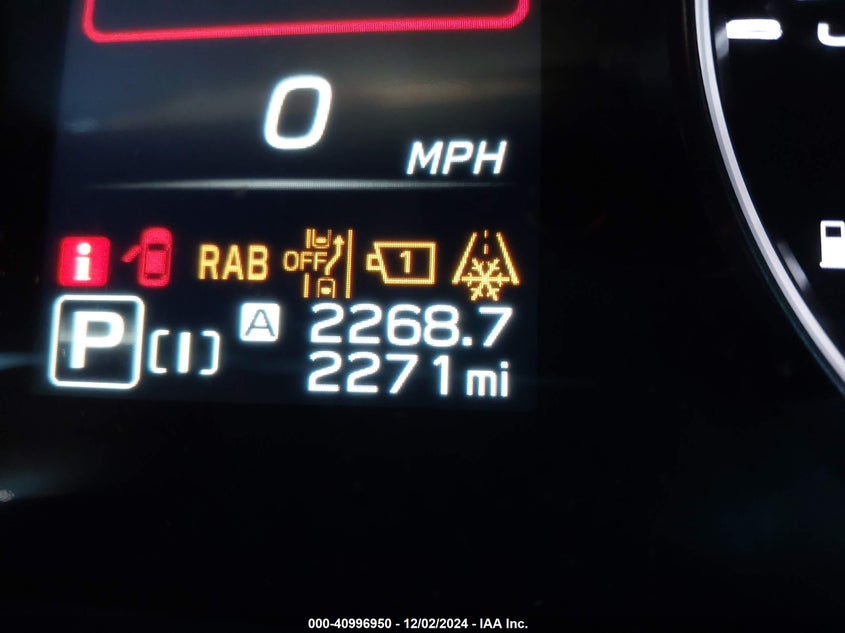 0
MPH
i RAB OFF 1
P [I] A 2268.7
2271 mi
000-40996950 - 12/02/2024 - IAA Inc.